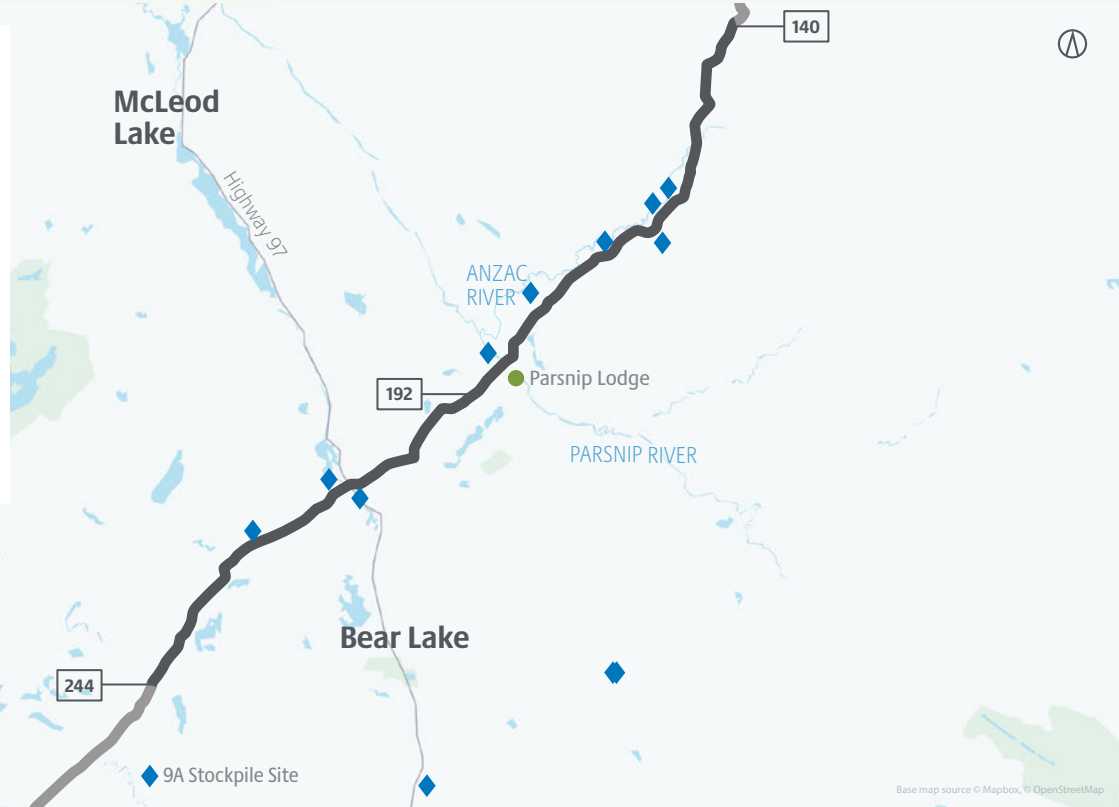 140
McLeod
Lake
Highway 97
ANZAC
RIVER
Parsnip Lodge
192
PARSNIP RIVER
Bear Lake
244
9A Stockpile Site
Base map source © Mapbox, © OpenStreetMap